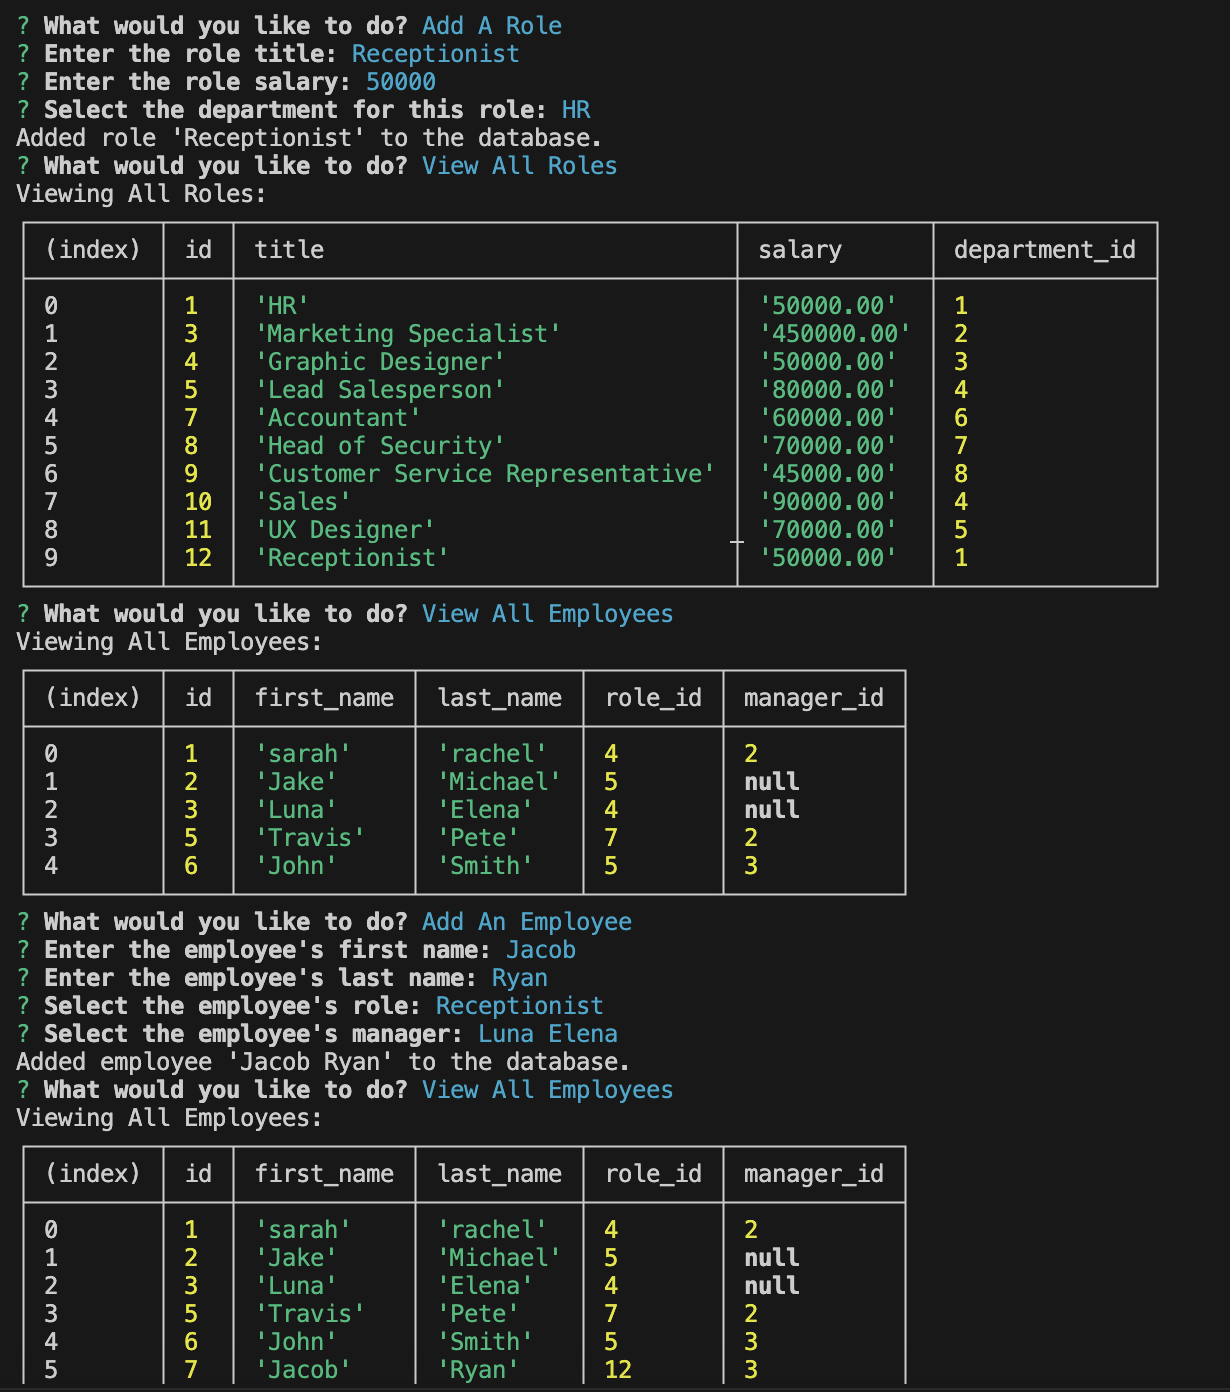 ? What would you like to do? Add A Role
? Enter the role title: Receptionist
? Enter the role salary: 50000
? Select the department for this role: HR
Added role 'Receptionist' to the database.
? What would you like to do? View All Roles
Viewing All Roles:
(index) id title salary department_id
0 1 'HR' '50000.00' 1
1 3 'Marketing Specialist' '450000.00' 2
2 4 'Graphic Designer' '50000.00' 3
3 5 'Lead Salesperson' '80000.00' 4
4 7 'Accountant' '60000.00' 6
5 8 'Head of Security' '70000.00' 7
6 9 'Customer Service Representative' '45000.00' 8
7 10 'Sales' '90000.00' 4
8 11 'UX Designer' '70000.00' 5
9 12 'Receptionist' '50000.00' 1
? What would you like to do? View All Employees
Viewing All Employees:
(index) id first_name last_name role_id manager_id
0 1 'sarah' 'rachel' 4 2
1 2 'Jake' 'Michael' 5 null
2 3 'Luna' 'Elena' 4 null
3 5 'Travis' 'Pete' 7 2
4 6 'John' 'Smith' 5 3
? What would you like to do? Add An Employee
? Enter the employee's first name: Jacob
? Enter the employee's last name: Ryan
? Select the employee's role: Receptionist
? Select the employee's manager: Luna Elena
Added employee 'Jacob Ryan' to the database.
? What would you like to do? View All Employees
Viewing All Employees:
(index) id first_name last_name role_id manager_id
0 1 'sarah' 'rachel' 4 2
1 2 'Jake' 'Michael' 5 null
2 3 'Luna' 'Elena' 4 null
3 5 'Travis' 'Pete' 7 2
4 6 'John' 'Smith' 5 3
5 7 'Jacob' 'Ryan' 12 3